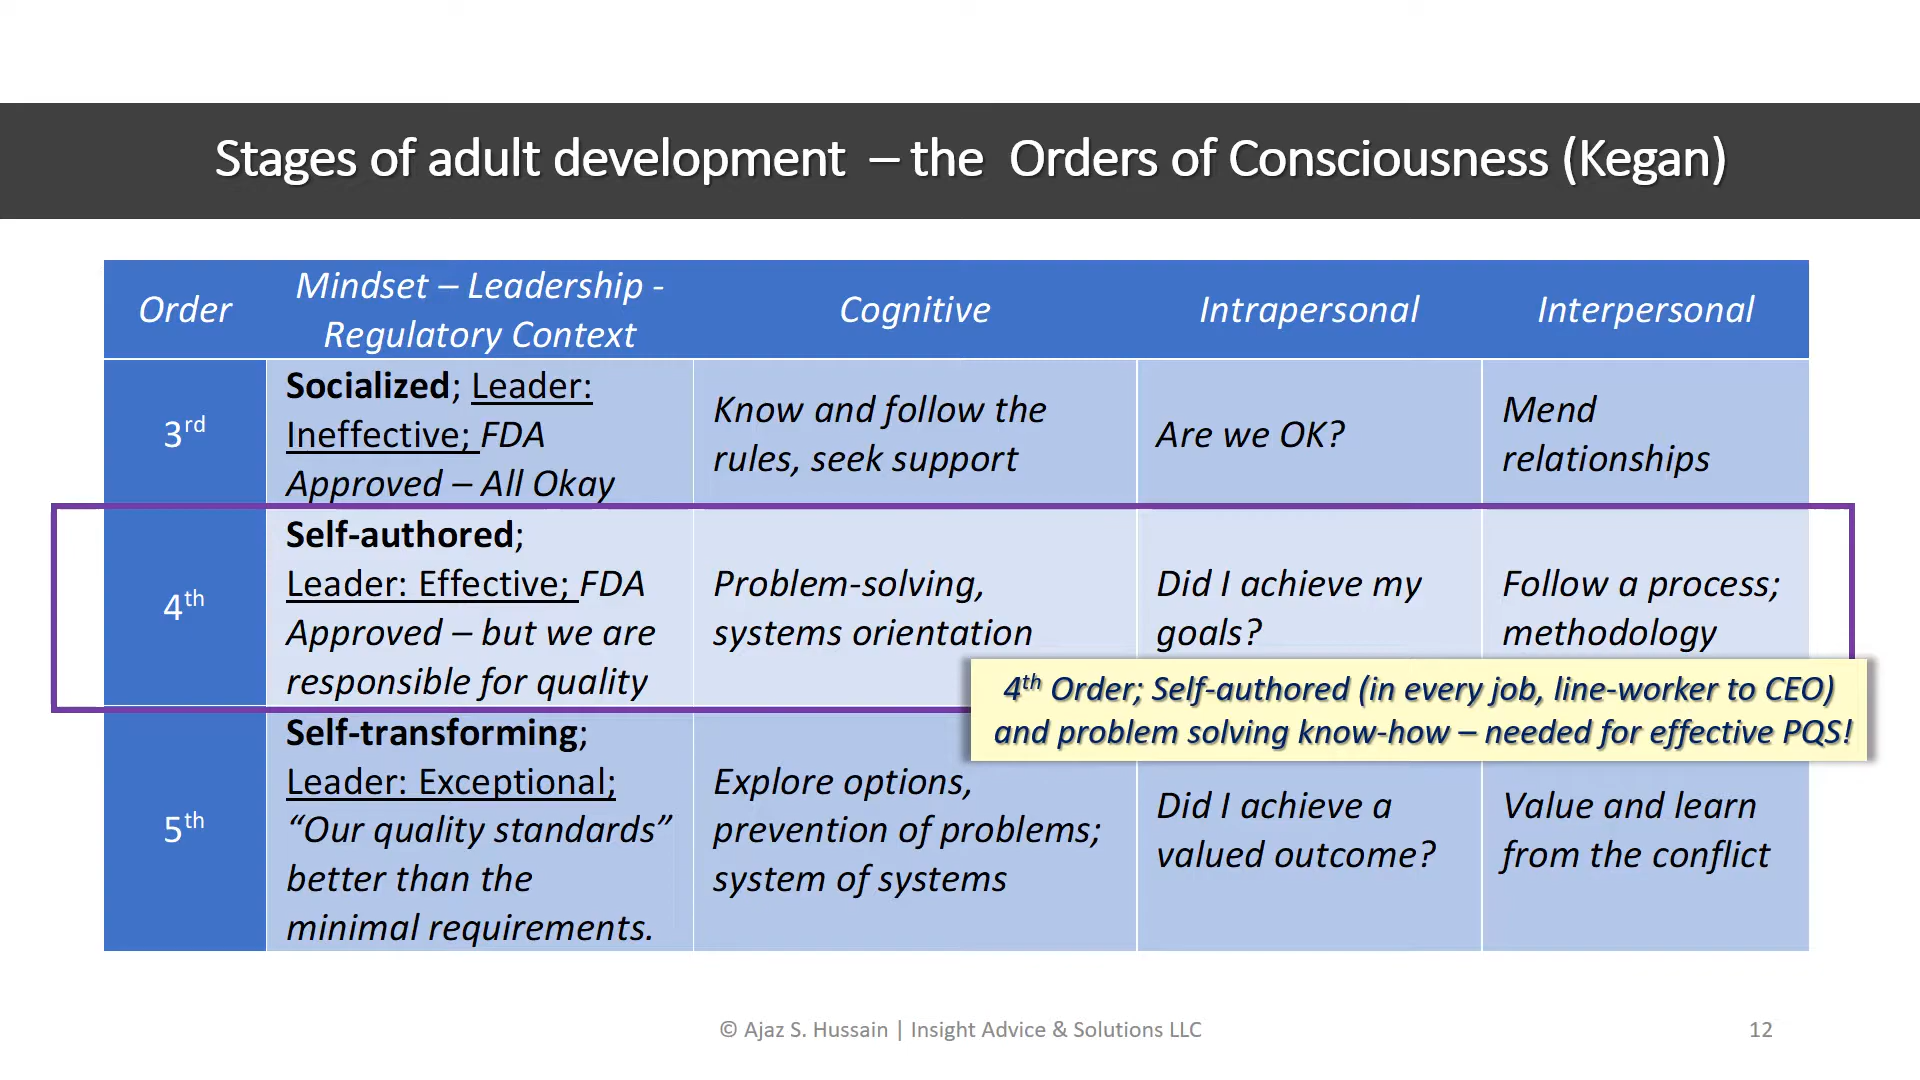 Stages of adult development – the Orders of Consciousness (Kegan)
Order
Mindset – Leadership -
Regulatory Context
Cognitive
Intrapersonal
Interpersonal
3rd
Socialized; Leader:
Ineffective; FDA
Approved – All Okay
Know and follow the
rules, seek support
Are we OK?
Mend
relationships
4th
Self-authored;
Leader: Effective; FDA
Approved – but we are
responsible for quality
Problem-solving,
systems orientation
Did I achieve my
goals?
Follow a process;
methodology
4th Order; Self-authored (in every job, line-worker to CEO)
and problem solving know-how – needed for effective PQS!
5th
Self-transforming;
Leader: Exceptional;
“Our quality standards”
better than the
minimal requirements.
Explore options,
prevention of problems;
system of systems
Did I achieve a
valued outcome?
Value and learn
from the conflict
© Ajaz S. Hussain | Insight Advice & Solutions LLC
12